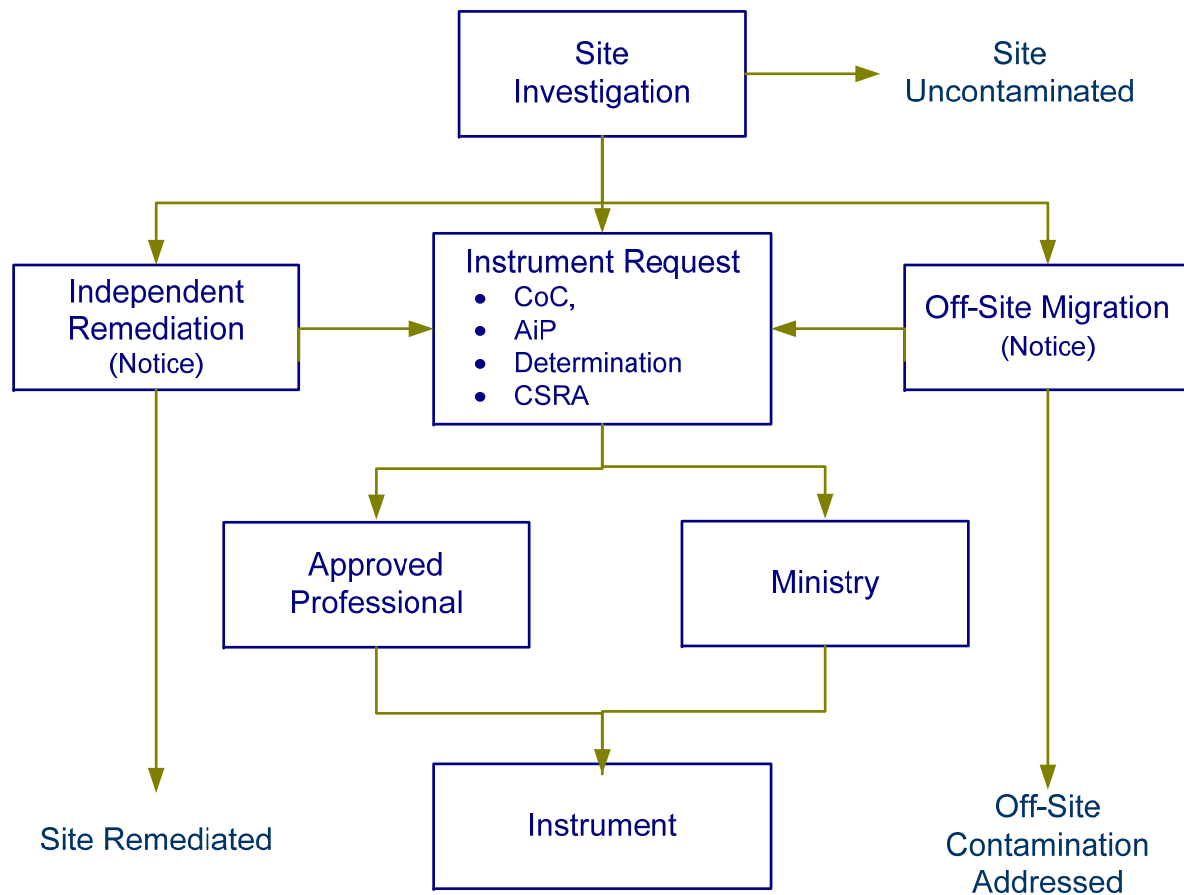 Site
Investigation
Site
Uncontaminated
Independent
Remediation
(Notice)
Instrument Request
• CoC,
• AiP
• Determination
• CSRA
Off-Site Migration
(Notice)
Approved
Professional
Ministry
Site Remediated
Instrument
Off-Site
Contamination
Addressed